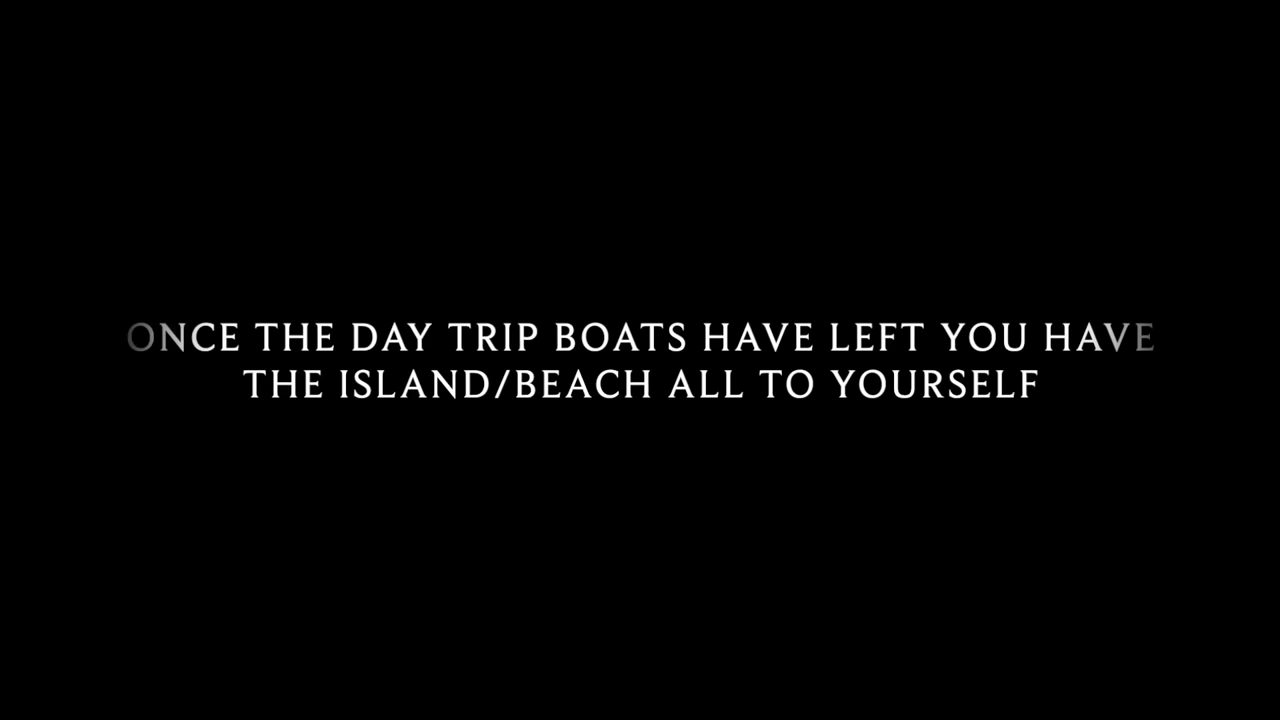 ONCE THE DAY TRIP BOATS HAVE LEFT YOU HAVE
THE ISLAND/BEACH ALL TO YOURSELF